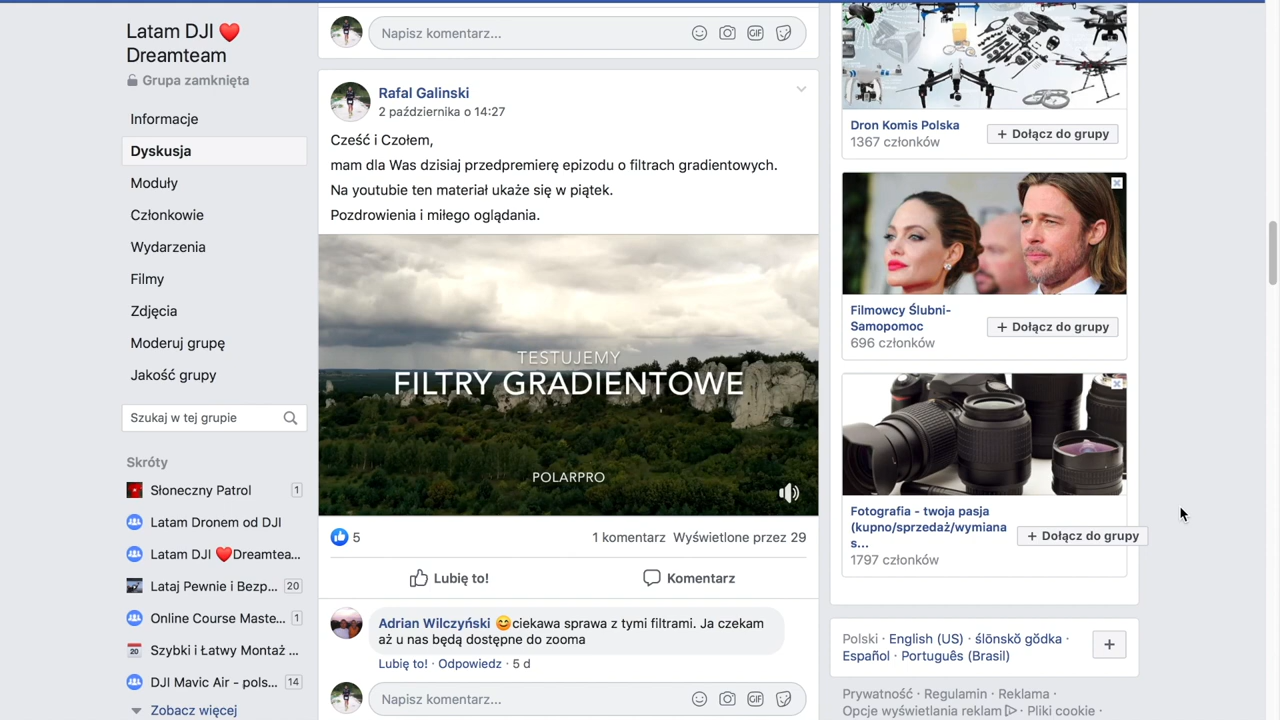 Latam DJI ❤️
Dreamteam
Grupa zamknięta
Informacje
Dyskusja
Moduły
Członkowie
Wydarzenia
Filmy
Zdjęcia
Moderuj grupę
Jakość grupy
Szukaj w tej grupie
Skróty
Słoneczny Patrol 1
Latam Dronem od DJI
Latam DJI ❤️Dreamtea...
Lataj Pewnie i Bezp... 20
Online Course Maste... 1
Szybki i Łatwy Montaż ...
DJI Mavic Air - pols... 14
Zobacz więcej
Napisz komentarz...
GIF
Rafal Galinski
2 października o 14:27
Cześć i Czołem,
mam dla Was dzisiaj przedpremierę epizodu o filtrach gradientowych.
Na youtubie ten materiał ukaże się w piątek.
Pozdrowienia i miłego oglądania.
TESTUJEMY
FILTRY GRADIENTOWE
POLARPRO
5
1 komentarz Wyświetlone przez 29
Lubię to! Komentarz
Adrian Wilczyński 😊ciekawa sprawa z tymi filtrami. Ja czekam
aż u nas będą dostępne do zooma
Lubię to! · Odpowiedz · 5 d
Napisz komentarz...
GIF
Dron Komis Polska
1367 członków
+ Dołącz do grupy
Filmowcy Ślubni-
Samopomoc
696 członków
+ Dołącz do grupy
Fotografia - twoja pasja
(kupno/sprzedaż/wymiana
s...
1797 członków
+ Dołącz do grupy
Polski · English (US) · ślōnskŏ gŏdka ·
Español · Português (Brasil)
+
Prywatność · Regulamin · Reklama ·
Opcje wyświetlania reklam · Pliki cookie ·